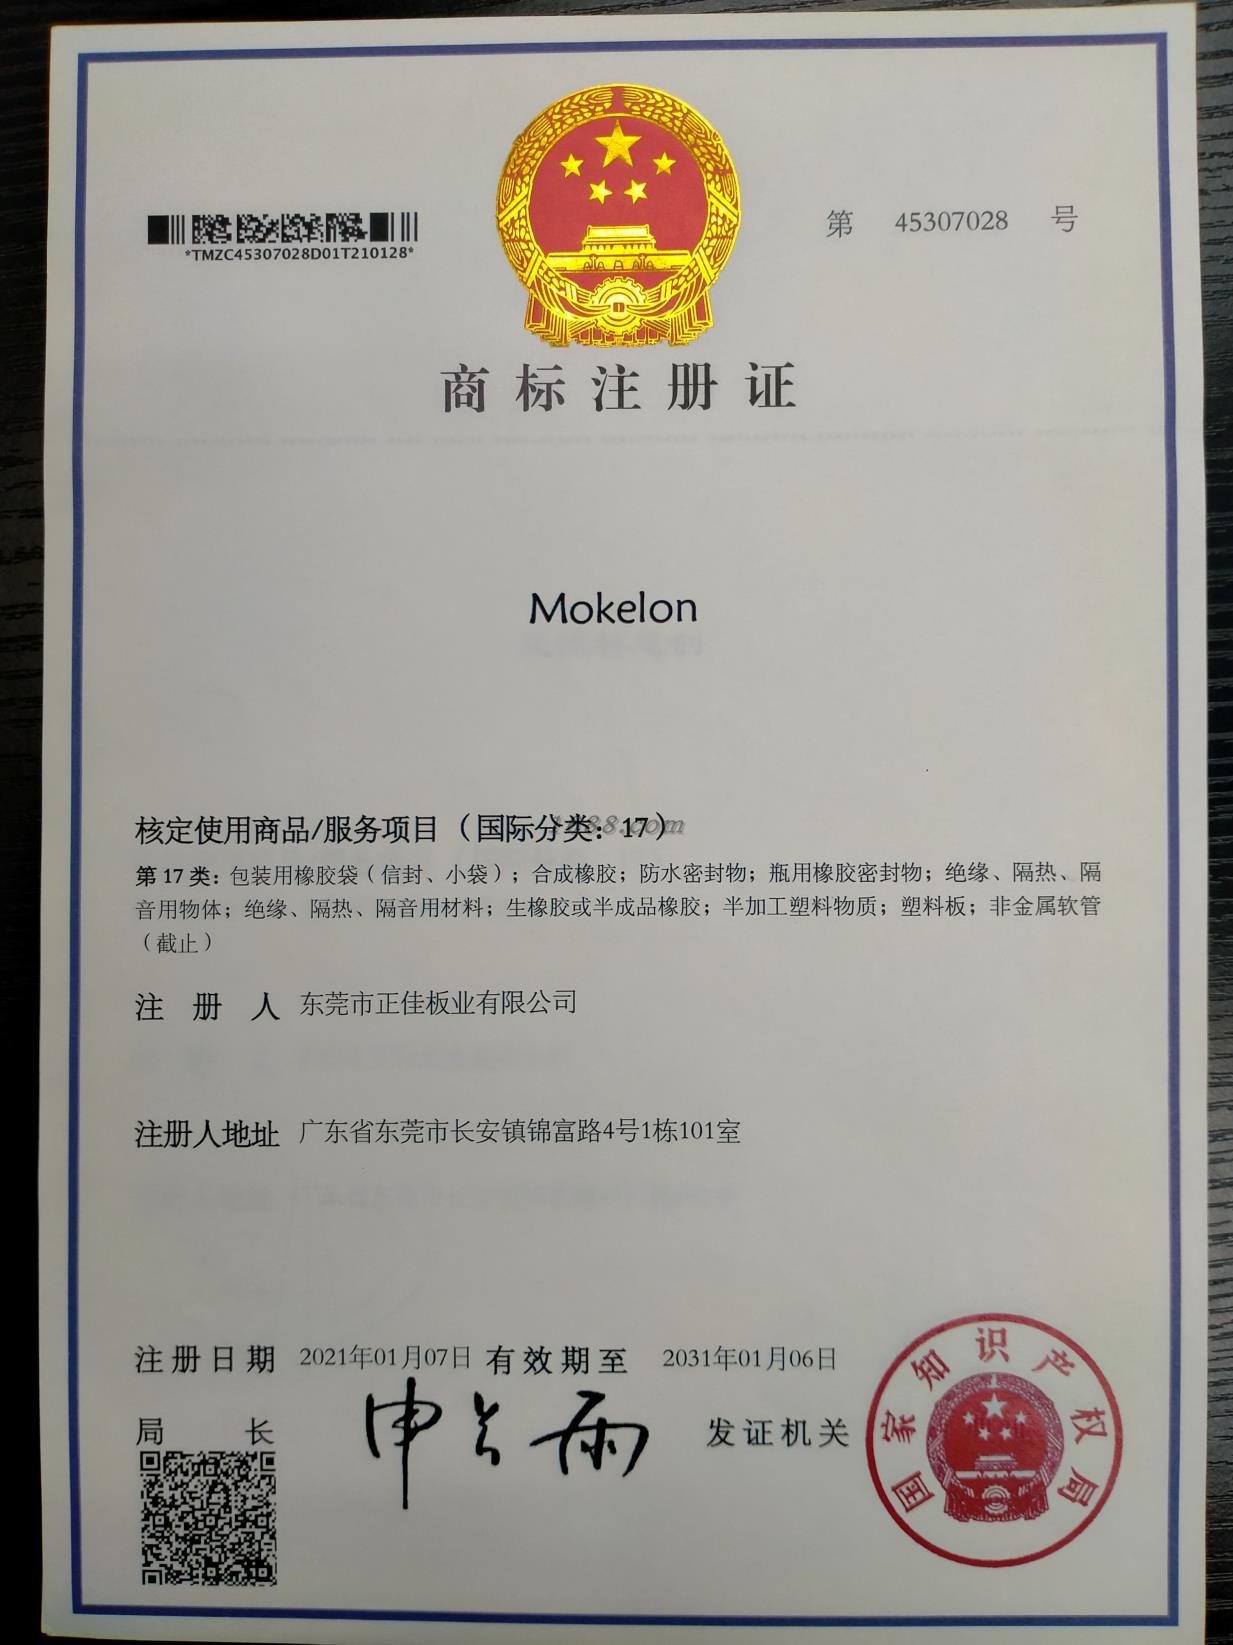 *TMZC45307028D01T210128*
第 45307028 号
商标注册证
Mokelon
核定使用商品/服务项目（国际分类：17）
第17类：包装用橡胶袋（信封、小袋）；合成橡胶；防水密封物；瓶用橡胶密封物；绝缘、隔热、隔
音用物体；绝缘、隔热、隔音用材料；生橡胶或半成品橡胶；半加工塑料物质；塑料板；非金属软管
（截止）
注册人 东莞市正佳板业有限公司
注册人地址 广东省东莞市长安镇锦富路4号1栋101室
注册日期 2021年01月07日 有效期至 2031年01月06日
局长 申长雨 发证机关
国家知识产权局